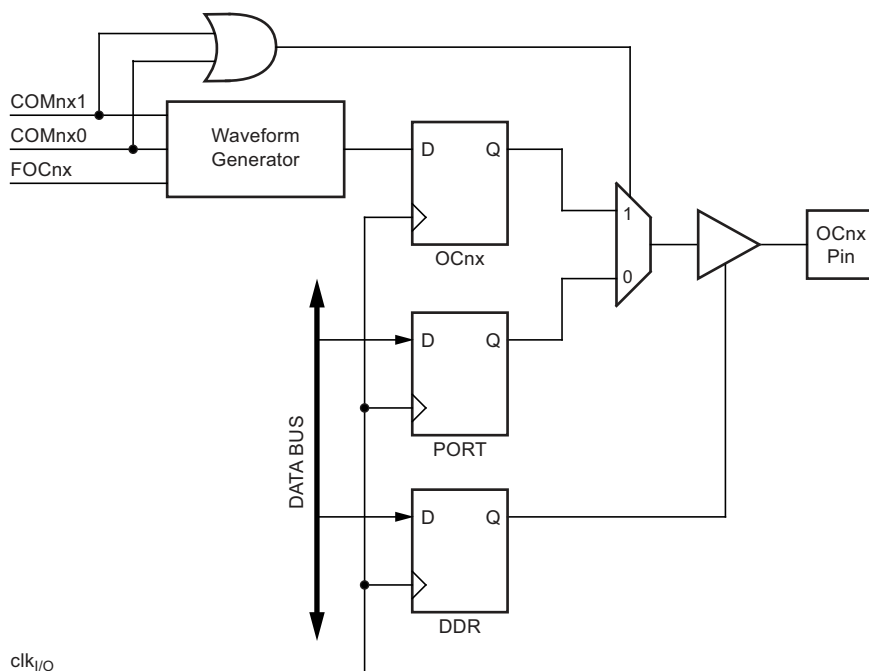 COMnx1
COMnx0
FOCnx
Waveform
Generator
D
Q
OCnx
1
0
OCnx
Pin
D
Q
PORT
DATA BUS
D
Q
DDR
clkI/O